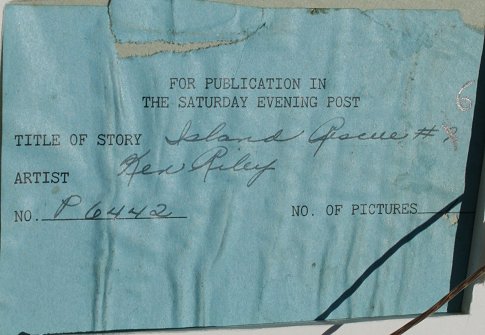 FOR PUBLICATION IN
THE SATURDAY EVENING POST
6
TITLE OF STORY Island Rescue #
ARTIST Ken Riley
NO. P6442 NO. OF PICTURES